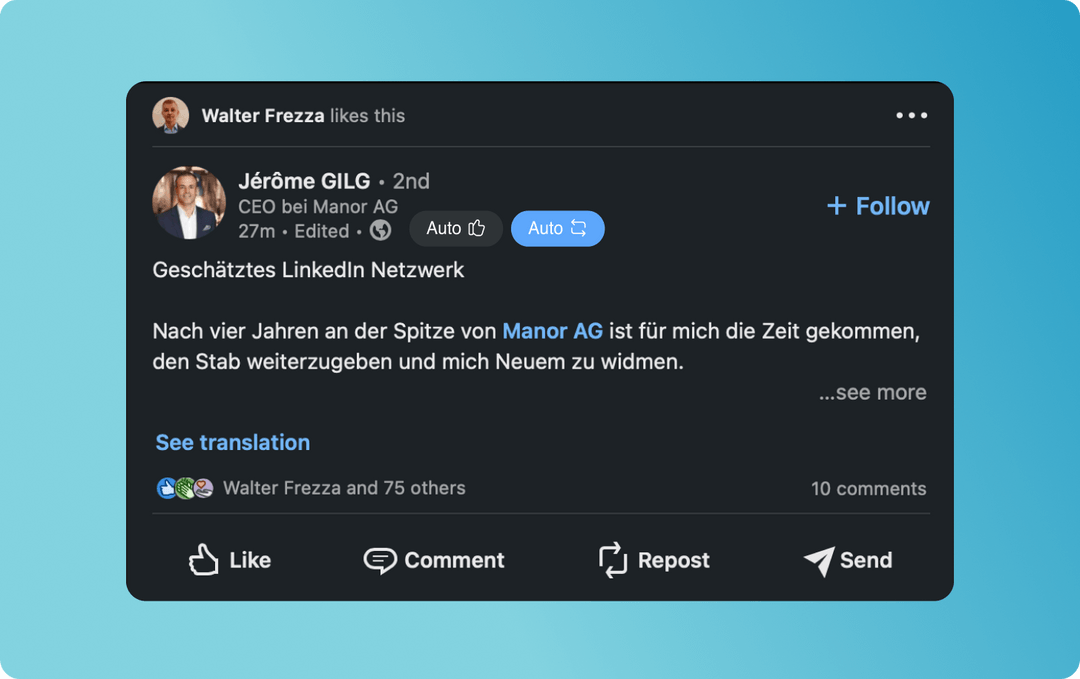 Walter Frezza likes this
Jérôme GILG • 2nd
+ Follow
CEO bei Manor AG
27m • Edited •
Auto
Auto
Geschätztes LinkedIn Netzwerk
Nach vier Jahren an der Spitze von Manor AG ist für mich die Zeit gekommen,
den Stab weiterzugeben und mich Neuem zu widmen.
...see more
See translation
Walter Frezza and 75 others
10 comments
Like
Comment
Repost
Send